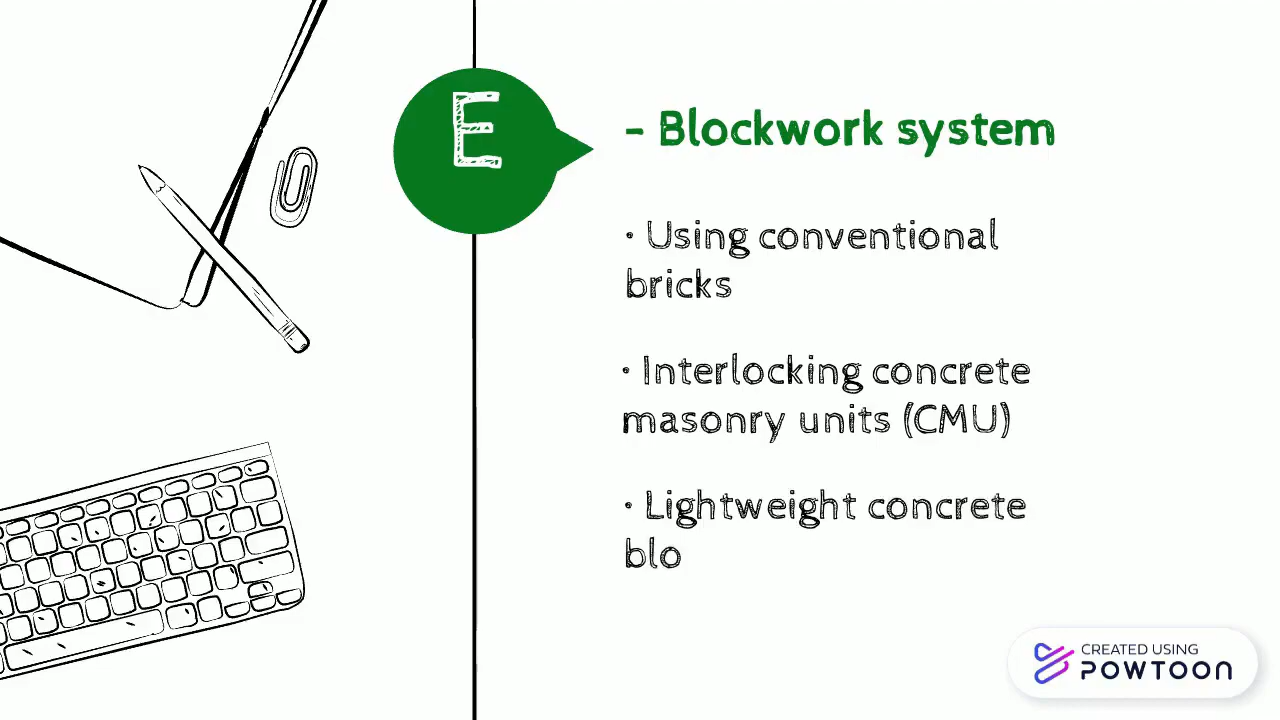 E
- Blockwork system
· Using conventional
bricks
· Interlocking concrete
masonry units (CMU)
· Lightweight concrete
blo
CREATED USING
POWTOON